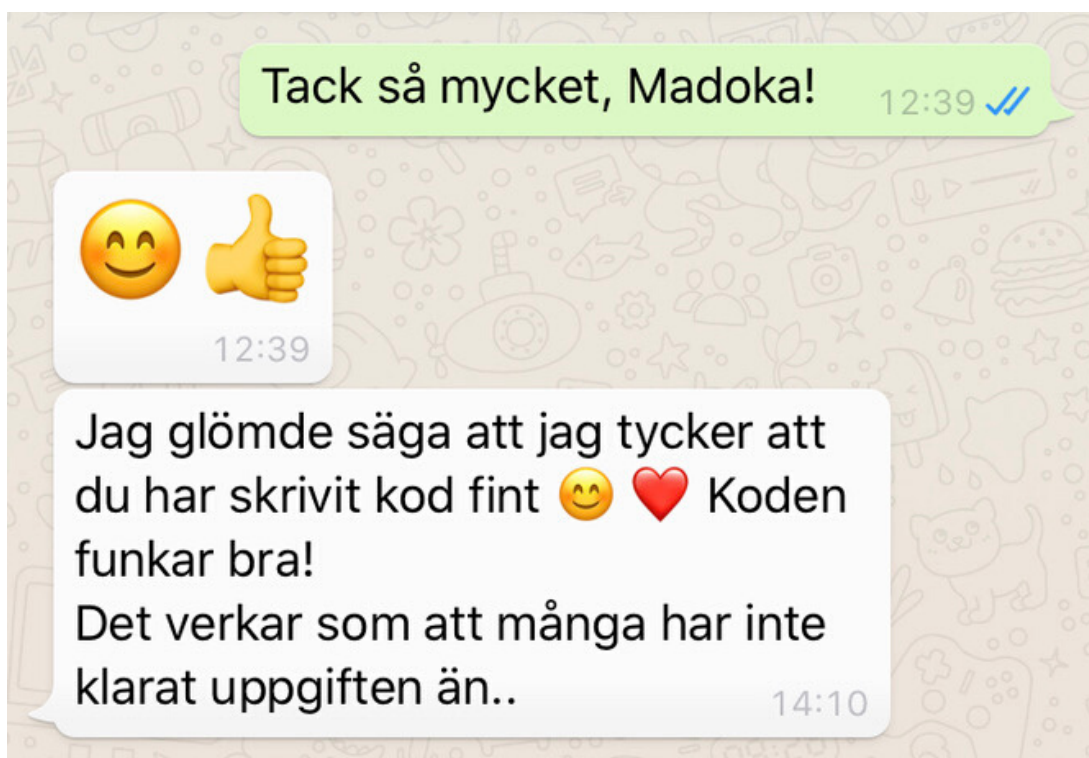 Tack så mycket, Madoka! 12:39
😊 👍
12:39
Jag glömde säga att jag tycker att
du har skrivit kod fint 😊 ❤️ Koden
funkar bra!
Det verkar som att många har inte
klarat uppgiften än..
14:10